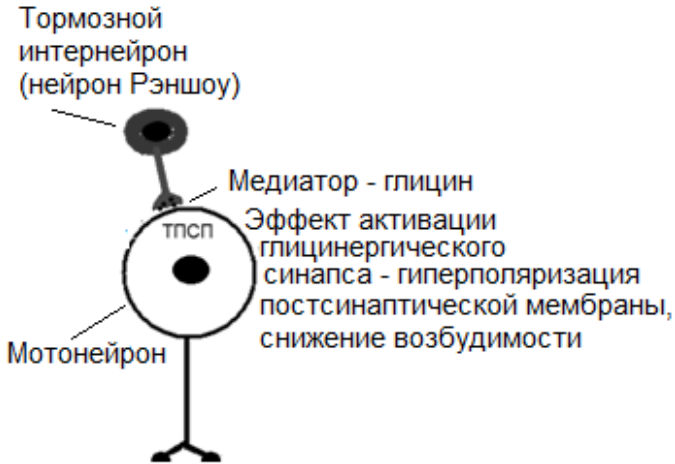 Тормозной
интернейрон
(нейрон Рэншоу)
Медиатор - глицин
ТПСП
Эффект активации
глицинергического
синапса - гиперполяризация
постсинаптической мембраны,
снижение возбудимости
Мотонейрон